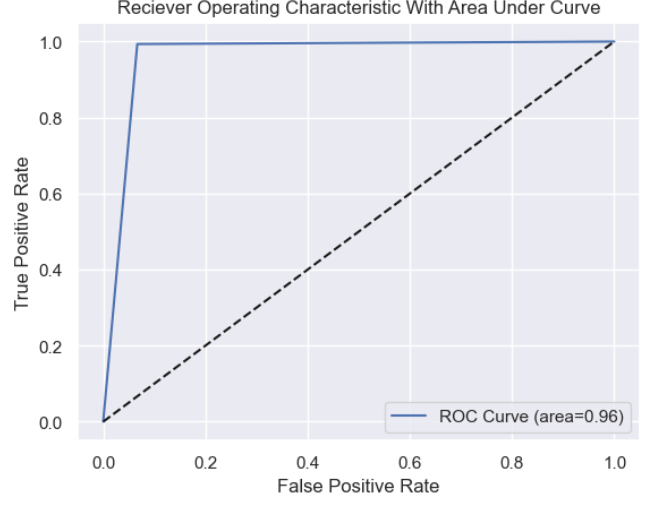 Reciever Operating Characteristic With Area Under Curve
1.0
0.8
0.6
0.4
0.2
0.0
True Positive Rate
ROC Curve (area=0.96)
0.0 0.2 0.4 0.6 0.8 1.0
False Positive Rate